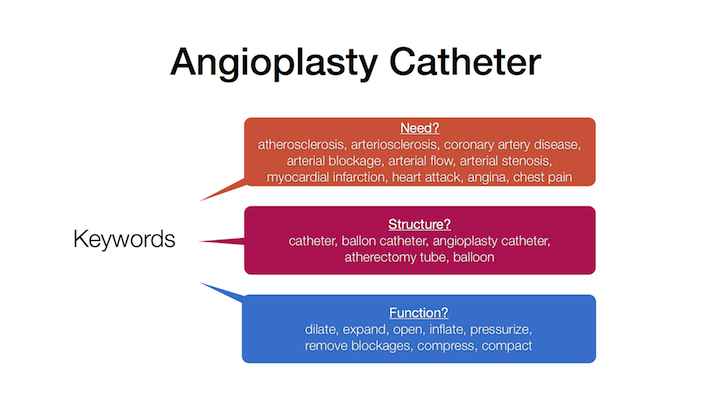 Angioplasty Catheter
Need?
atherosclerosis, arteriosclerosis, coronary artery disease,
arterial blockage, arterial flow, arterial stenosis,
myocardial infarction, heart attack, angina, chest pain
Keywords
Structure?
catheter, ballon catheter, angioplasty catheter,
atherectomy tube, balloon
Function?
dilate, expand, open, inflate, pressurize,
remove blockages, compress, compact